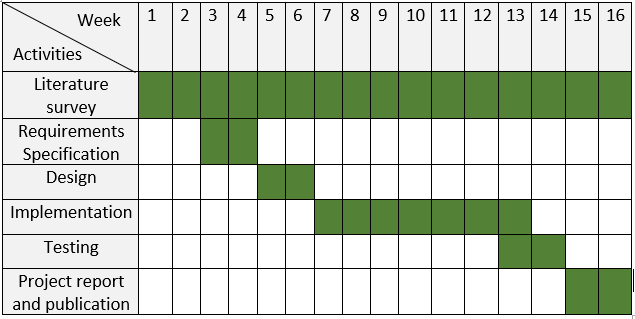 Week
Activities
1 2 3 4 5 6 7 8 9 10 11 12 13 14 15 16
Literature
survey
Requirements
Specification
Design
Implementation
Testing
Project report
and publication